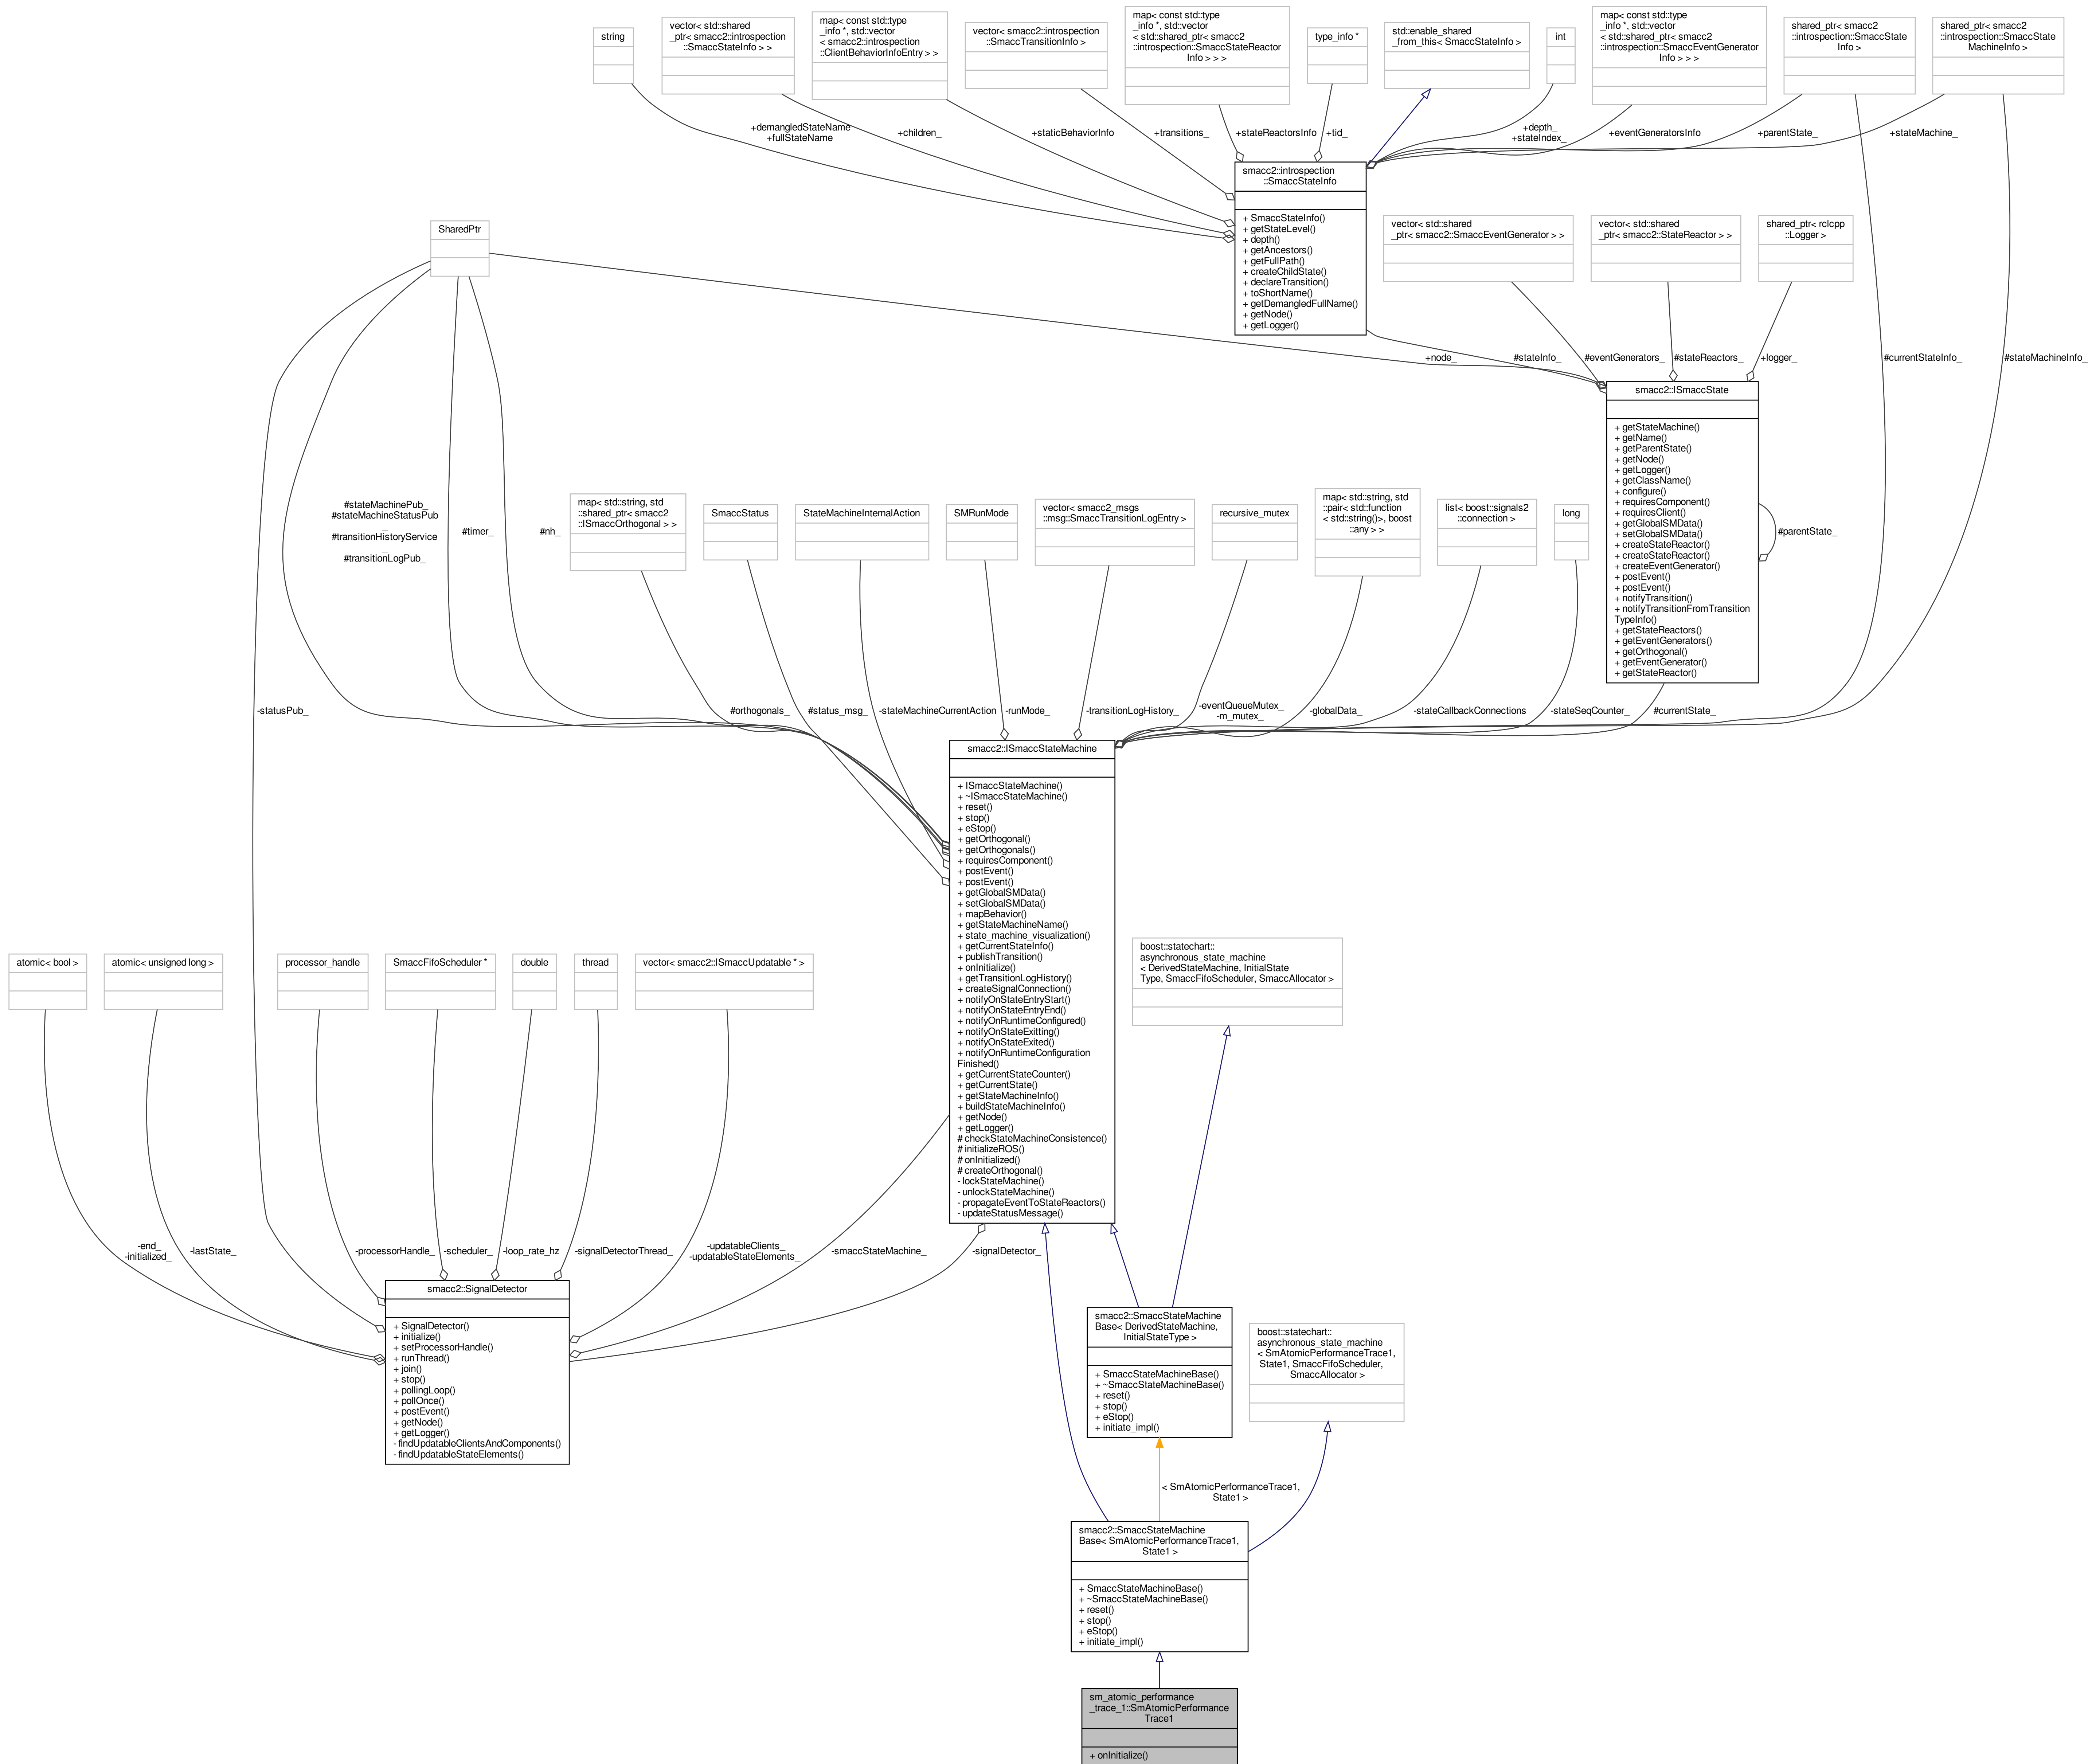 string
vector< std::shared
_ptr< smacc2::introspection
::SmaccStateInfo > >
map< const std::type
_info *, std::vector
< smacc2::introspection
::ClientBehaviorInfoEntry > >
vector< smacc2::introspection
::SmaccTransitionInfo >
map< const std::type
_info *, std::vector
< std::shared_ptr< smacc2
::introspection::SmaccStateReactor
Info > > >
type_info *
std::enable_shared
_from_this< SmaccStateInfo >
int
map< const std::type
_info *, std::vector
< std::shared_ptr< smacc2
::introspection::SmaccEventGenerator
Info > > >
shared_ptr< smacc2
::introspection::SmaccState
Info >
shared_ptr< smacc2
::introspection::SmaccState
MachineInfo >
+demangledStateName
+fullStateName
+children_
+staticBehaviorInfo
+transitions_
+stateReactorsInfo
+tid_
+depth_
+stateIndex_
+eventGeneratorsInfo
+parentState_
+stateMachine_
smacc2::introspection
::SmaccStateInfo
+ SmaccStateInfo()
+ getStateLevel()
+ depth()
+ getAncestors()
+ getFullPath()
+ createChildState()
+ declareTransition()
+ toShortName()
+ getDemangledFullName()
+ getNode()
+ getLogger()
SharedPtr
vector< std::shared
_ptr< smacc2::SmaccEventGenerator > >
vector< std::shared
_ptr< smacc2::StateReactor > >
shared_ptr< rclcpp
::Logger >
+node_
#stateInfo_
#eventGenerators_
#stateReactors_
+logger_
#currentStateInfo_
#stateMachineInfo_
smacc2::ISmaccState
+ getStateMachine()
+ getName()
+ getParentState()
+ getNode()
+ getLogger()
+ getClassName()
+ configure()
+ requiresComponent()
+ requiresClient()
+ getGlobalSMData()
+ setGlobalSMData()
+ createStateReactor()
+ createStateReactor()
+ createEventGenerator()
+ postEvent()
+ postEvent()
+ notifyTransition()
+ notifyTransitionFromTransition
TypeInfo()
+ getStateReactors()
+ getEventGenerators()
+ getOrthogonal()
+ getEventGenerator()
+ getStateReactor()
#parentState_
#stateMachinePub_
#stateMachineStatusPub
_
#transitionHistoryService
_
#transitionLogPub_
#timer_
#nh_
map< std::string, std
::shared_ptr< smacc2
::ISmaccOrthogonal > >
SmaccStatus
StateMachineInternalAction
SMRunMode
vector< smacc2_msgs
::msg::SmaccTransitionLogEntry >
recursive_mutex
map< std::string, std
::pair< std::function
< std::string()>, boost
::any > >
list< boost::signals2
::connection >
long
-statusPub_
#orthogonals_
#status_msg_
-stateMachineCurrentAction
-runMode_
-transitionLogHistory_
-eventQueueMutex_
-m_mutex_
-globalData_
-stateCallbackConnections
-stateSeqCounter_
#currentState_
smacc2::ISmaccStateMachine
+ ISmaccStateMachine()
+ ~ISmaccStateMachine()
+ reset()
+ stop()
+ eStop()
+ getOrthogonal()
+ getOrthogonals()
+ requiresComponent()
+ postEvent()
+ postEvent()
+ getGlobalSMData()
+ setGlobalSMData()
+ mapBehavior()
+ getStateMachineName()
+ state_machine_visualization()
+ getCurrentStateInfo()
+ publishTransition()
+ onInitialize()
+ getTransitionLogHistory()
+ createSignalConnection()
+ notifyOnStateEntryStart()
+ notifyOnStateEntryEnd()
+ notifyOnRuntimeConfigured()
+ notifyOnStateExitting()
+ notifyOnStateExited()
+ notifyOnRuntimeConfiguration
Finished()
+ getCurrentStateCounter()
+ getCurrentState()
+ getStateMachineInfo()
+ buildStateMachineInfo()
+ getNode()
+ getLogger()
# checkStateMachineConsistence()
# initializeROS()
# onInitialized()
# createOrthogonal()
- lockStateMachine()
- unlockStateMachine()
- propagateEventToStateReactors()
- updateStatusMessage()
atomic< bool >
atomic< unsigned long >
processor_handle
SmaccFifoScheduler *
double
thread
vector< smacc2::ISmaccUpdatable * >
boost::statechart::
asynchronous_state_machine
< DerivedStateMachine, InitialState
Type, SmaccFifoScheduler, SmaccAllocator >
-end_
-initialized_
-lastState_
-processorHandle_
-scheduler_
-loop_rate_hz
-signalDetectorThread_
-updatableClients_
-updatableStateElements_
-smaccStateMachine_
-signalDetector_
smacc2::SignalDetector
+ SignalDetector()
+ initialize()
+ setProcessorHandle()
+ runThread()
+ join()
+ stop()
+ pollingLoop()
+ pollOnce()
+ postEvent()
+ getNode()
+ getLogger()
- findUpdatableClientsAndComponents()
- findUpdatableStateElements()
smacc2::SmaccStateMachine
Base< DerivedStateMachine,
InitialStateType >
+ SmaccStateMachineBase()
+ ~SmaccStateMachineBase()
+ reset()
+ stop()
+ eStop()
+ initiate_impl()
boost::statechart::
asynchronous_state_machine
< SmAtomicPerformanceTrace1,
State1, SmaccFifoScheduler,
SmaccAllocator >
< SmAtomicPerformanceTrace1,
State1 >
smacc2::SmaccStateMachine
Base< SmAtomicPerformanceTrace1,
State1 >
+ SmaccStateMachineBase()
+ ~SmaccStateMachineBase()
+ reset()
+ stop()
+ eStop()
+ initiate_impl()
sm_atomic_performance
_trace_1::SmAtomicPerformance
Trace1
+ onInitialize()